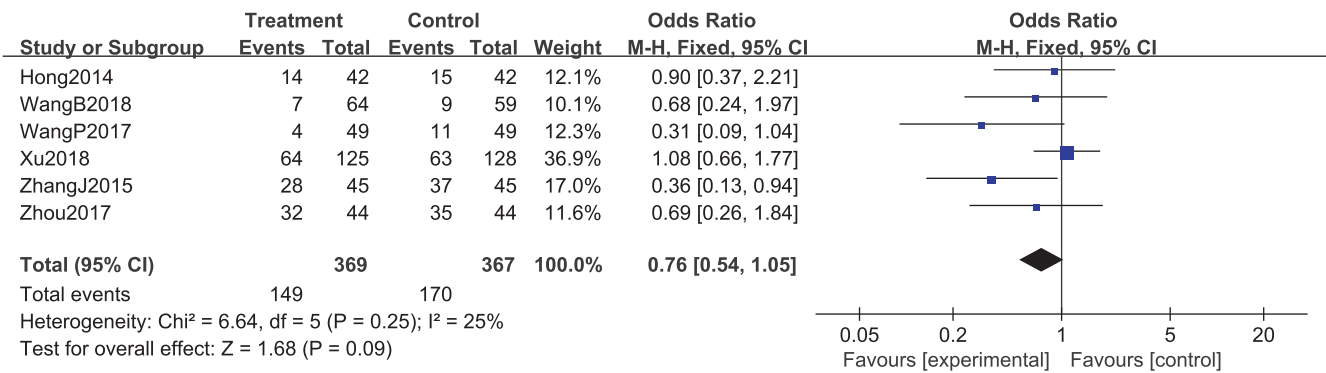 Treatment Control Odds Ratio Odds Ratio
Study or Subgroup Events Total Events Total Weight M-H, Fixed, 95% CI M-H, Fixed, 95% CI
Hong2014 14 42 15 42 12.1% 0.90 [0.37, 2.21]
WangB2018 7 64 9 59 10.1% 0.68 [0.24, 1.97]
WangP2017 4 49 11 49 12.3% 0.31 [0.09, 1.04]
Xu2018 64 125 63 128 36.9% 1.08 [0.66, 1.77]
ZhangJ2015 28 45 37 45 17.0% 0.36 [0.13, 0.94]
Zhou2017 32 44 35 44 11.6% 0.69 [0.26, 1.84]
Total (95% CI) 369 367 100.0% 0.76 [0.54, 1.05]
Total events 149 170
Heterogeneity: Chi² = 6.64, df = 5 (P = 0.25); I² = 25%
Test for overall effect: Z = 1.68 (P = 0.09)
0.05 0.2 1 5 20
Favours [experimental] Favours [control]